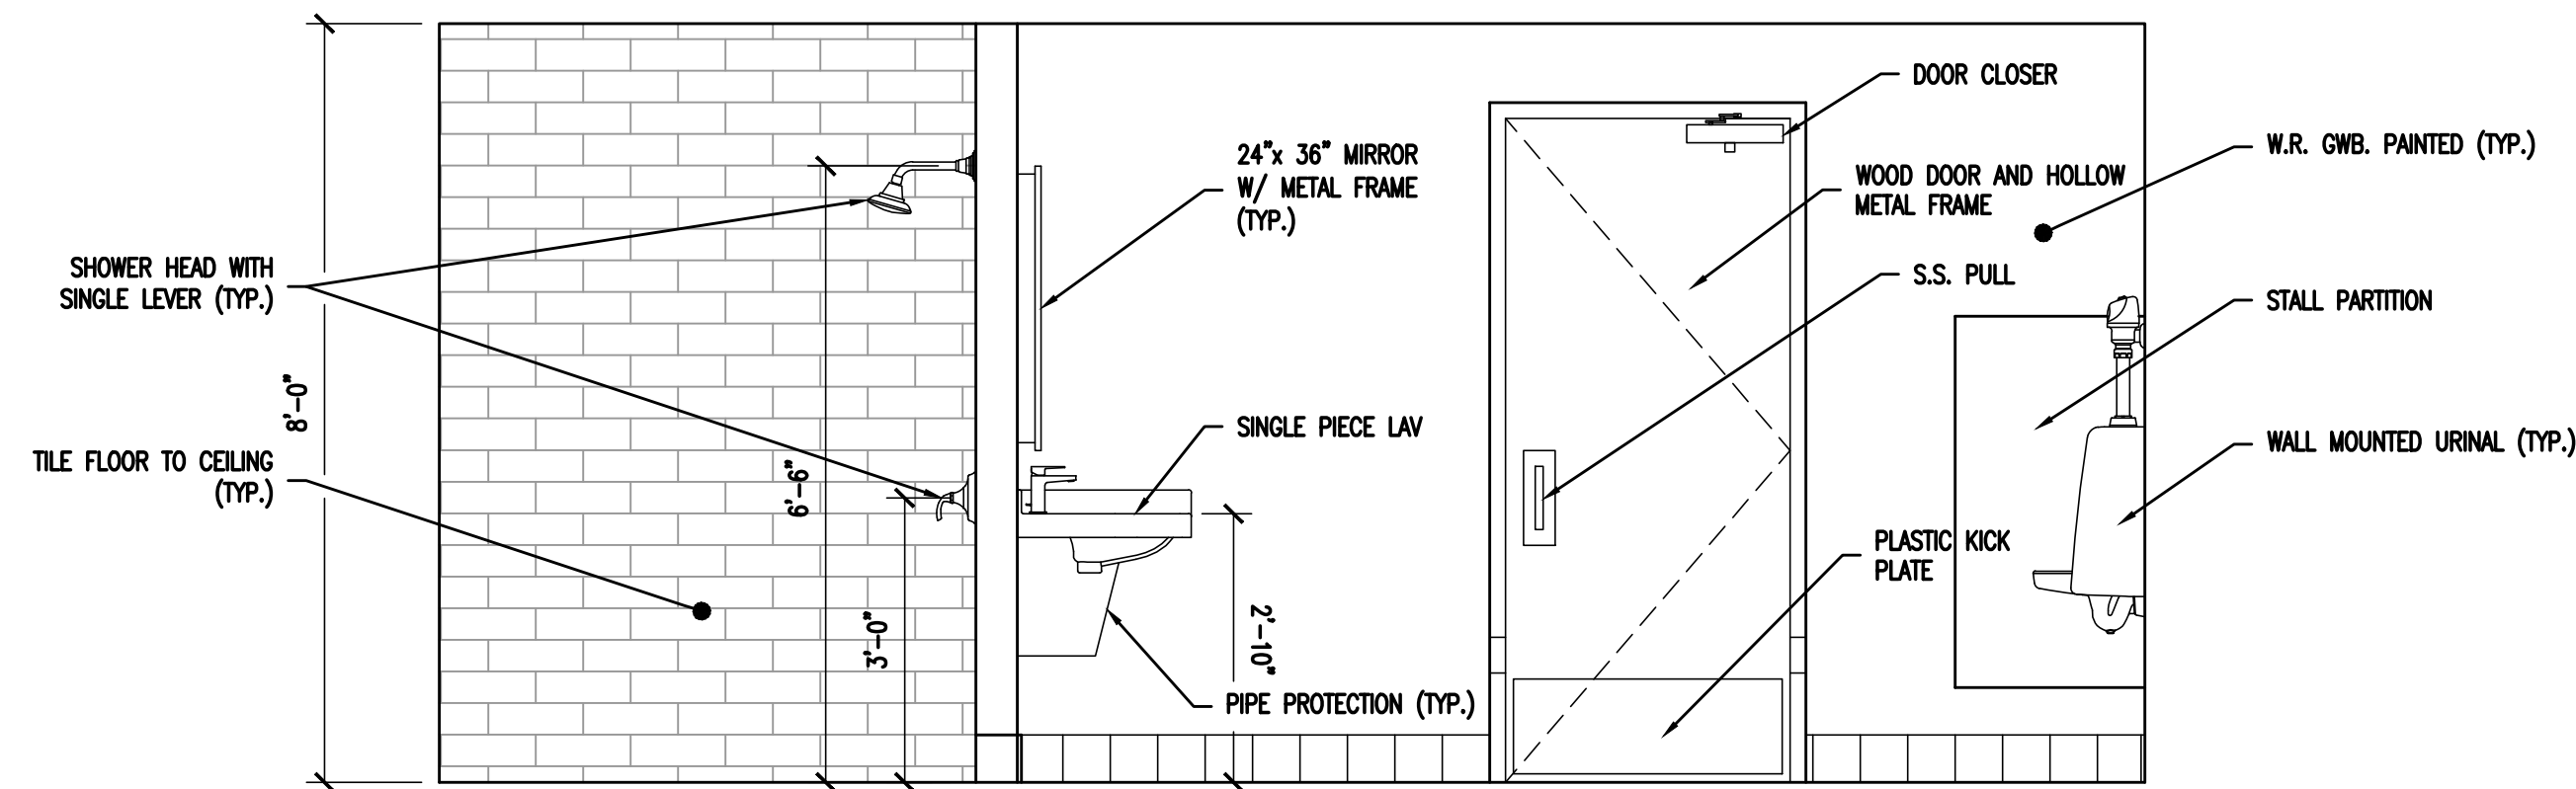 DOOR CLOSER
W.R. GWB. PAINTED (TYP.)
24"x 36" MIRROR
W/ METAL FRAME
(TYP.)
WOOD DOOR AND HOLLOW
METAL FRAME
SHOWER HEAD WITH
SINGLE LEVER (TYP.)
S.S. PULL
STALL PARTITION
8'-0"
SINGLE PIECE LAV
WALL MOUNTED URINAL (TYP.)
TILE FLOOR TO CEILING
(TYP.)
6'-6"
PLASTIC KICK
PLATE
3'-0"
2'-10"
PIPE PROTECTION (TYP.)